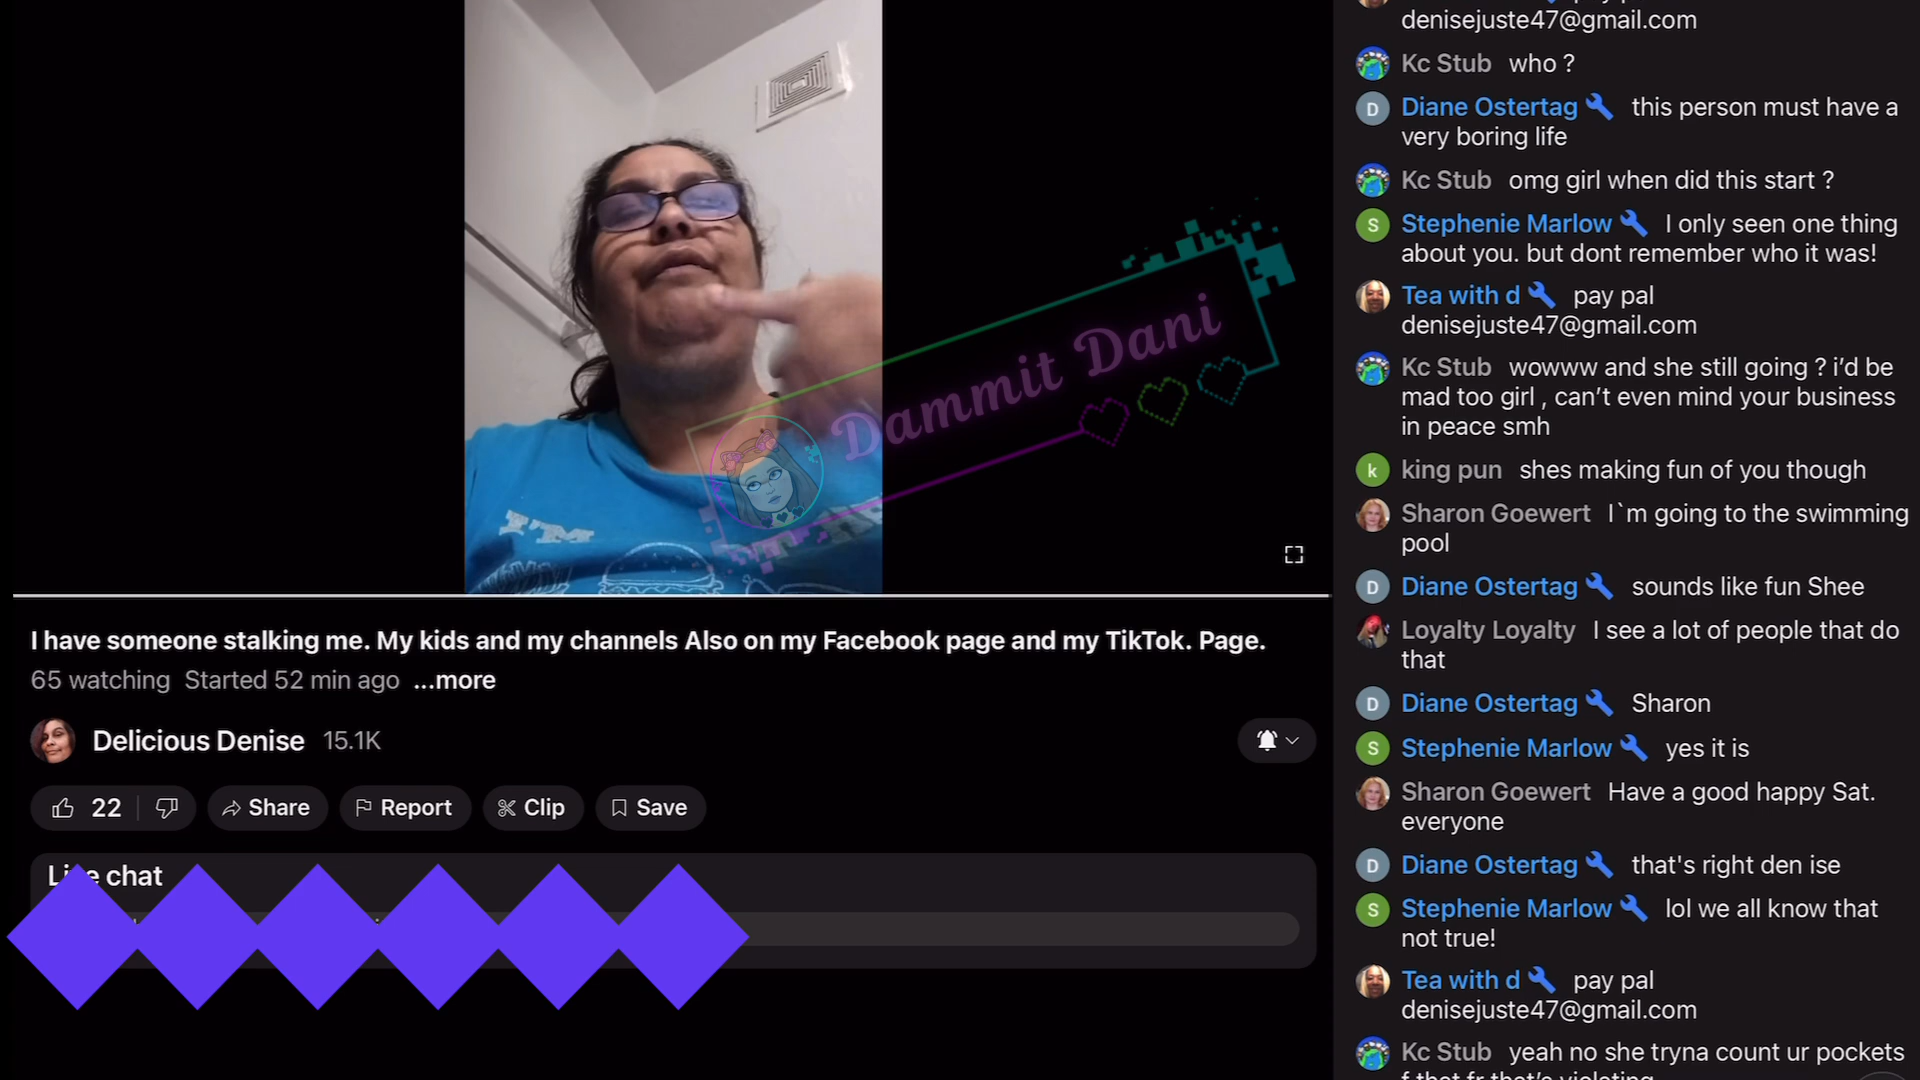 I'M
Dammit Dani
I have someone stalking me. My kids and my channels Also on my Facebook page and my TikTok. Page.
65 watching Started 52 min ago ...more
Delicious Denise 15.1K
22 Share Report Clip Save
chat
pay pal
denisejuste47@gmail.com
Kc Stub who ?
D Diane Ostertag this person must have a
very boring life
Kc Stub omg girl when did this start ?
S Stephenie Marlow I only seen one thing
about you. but dont remember who it was!
Tea with d pay pal
denisejuste47@gmail.com
Kc Stub wowww and she still going ? i’d be
mad too girl , can’t even mind your business
in peace smh
k king pun shes making fun of you though
Sharon Goewert I`m going to the swimming
pool
D Diane Ostertag sounds like fun Shee
Loyalty Loyalty I see a lot of people that do
that
D Diane Ostertag Sharon
S Stephenie Marlow yes it is
Sharon Goewert Have a good happy Sat.
everyone
D Diane Ostertag that's right den ise
S Stephenie Marlow lol we all know that
not true!
Tea with d pay pal
denisejuste47@gmail.com
Kc Stub yeah no she tryna count ur pockets
f that fr that’s violating